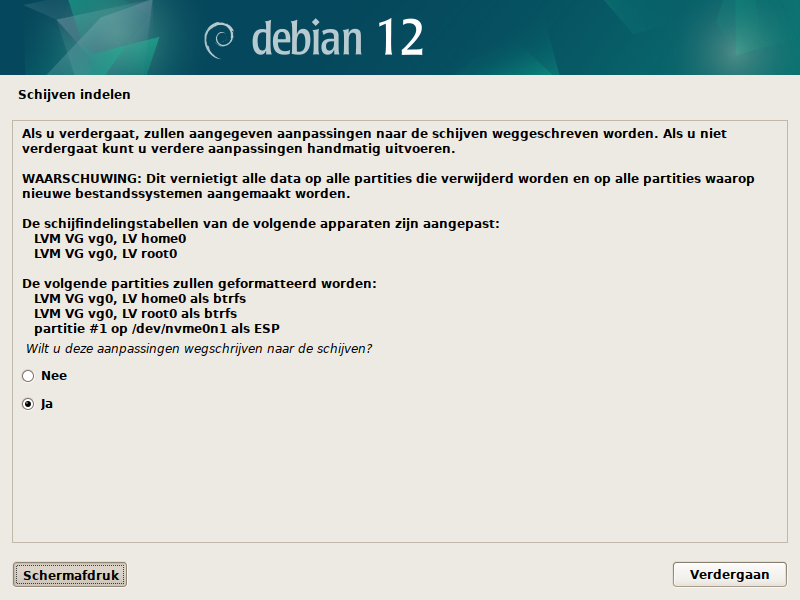 debian 12
Schijven indelen
Als u verdergaat, zullen aangegeven aanpassingen naar de schijven weggeschreven worden. Als u niet
verdergaat kunt u verdere aanpassingen handmatig uitvoeren.
WAARSCHUWING: Dit vernietigt alle data op alle partities die verwijderd worden en op alle partities waarop
nieuwe bestandssystemen aangemaakt worden.
De schijfindelingstabellen van de volgende apparaten zijn aangepast:
LVM VG vg0, LV home0
LVM VG vg0, LV root0
De volgende partities zullen geformatteerd worden:
LVM VG vg0, LV home0 als btrfs
LVM VG vg0, LV root0 als btrfs
partitie #1 op /dev/nvme0n1 als ESP
Wilt u deze aanpassingen wegschrijven naar de schijven?
Nee
Ja
Schermafdruk
Verdergaan